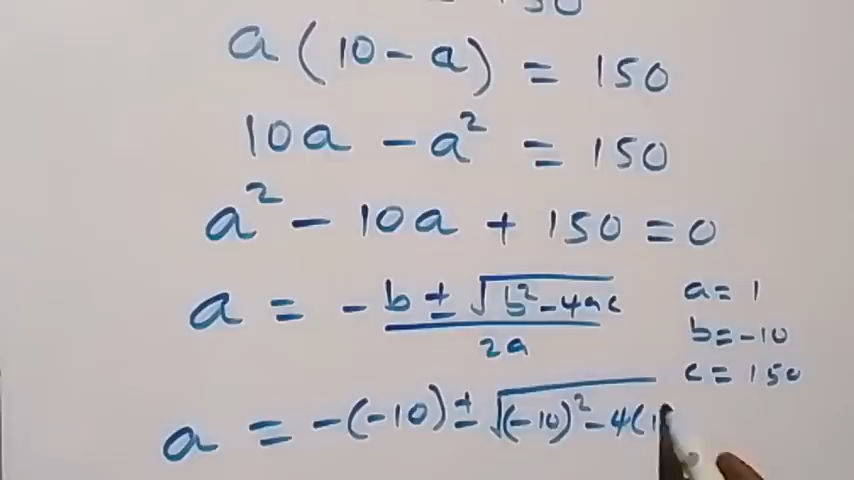 150
a(10 - a) = 150
10a - a² = 150
a² - 10a + 150 = 0
a = -b ± √b² - 4ac / 2a
a = 1
b = -10
c = 150
a = -(-10) ± √(-10)² - 4(1